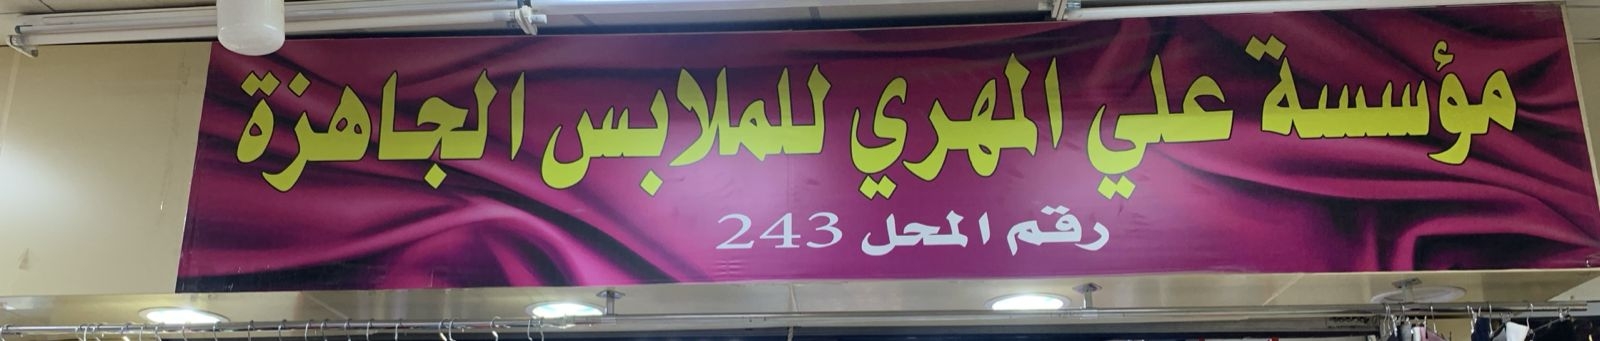 مؤسسة علي المهري للملابس الجاهزة
رقم المحل 243